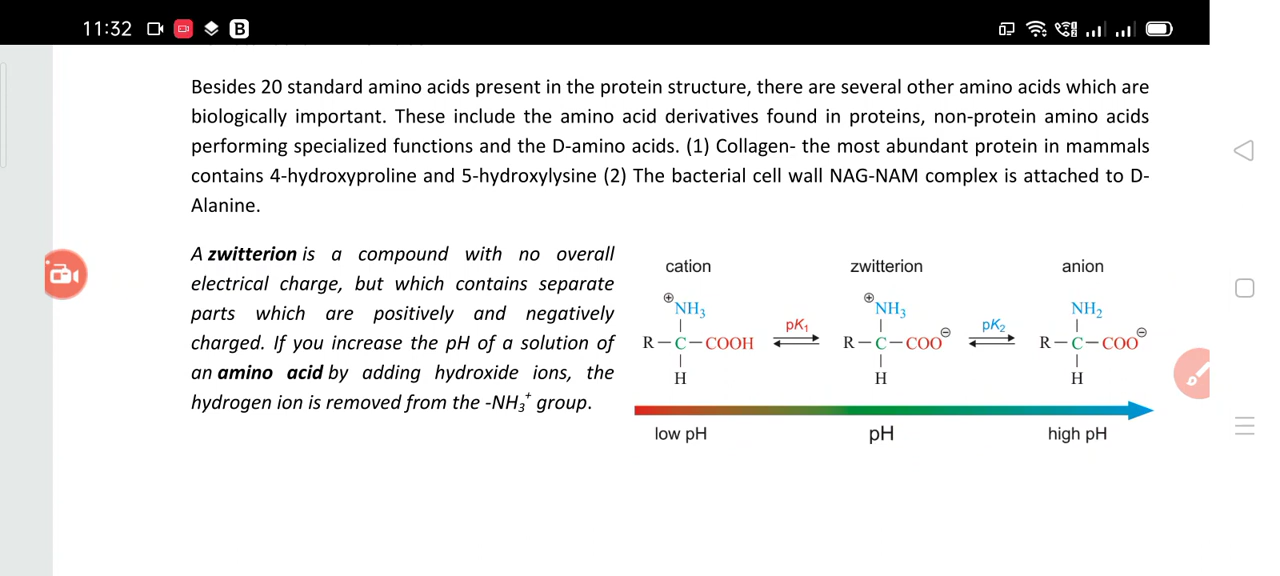 11:32
B
Besides 20 standard amino acids present in the protein structure, there are several other amino acids which are
biologically important. These include the amino acid derivatives found in proteins, non-protein amino acids
performing specialized functions and the D-amino acids. (1) Collagen- the most abundant protein in mammals
contains 4-hydroxyproline and 5-hydroxylysine (2) The bacterial cell wall NAG-NAM complex is attached to D-
Alanine.
A zwitterion is a compound with no overall
electrical charge, but which contains separate
parts which are positively and negatively
charged. If you increase the pH of a solution of
an amino acid by adding hydroxide ions, the
hydrogen ion is removed from the -NH₃⁺ group.
cation zwitterion anion
⊕NH₃ ⊕NH₃ NH₂
pK₁ pK₂
R—C—COOH R—C—COO⊖ R—C—COO⊖
H H H
low pH pH high pH